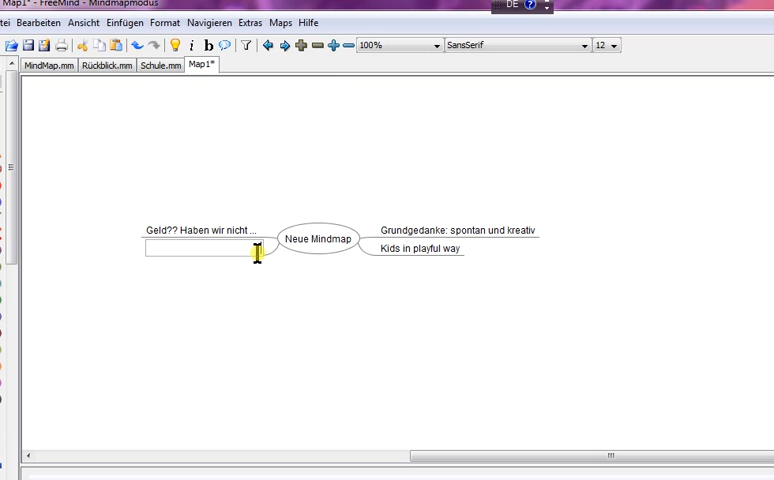 Map1* - FreeMind - Mindmapmodus
DE
tei Bearbeiten Ansicht Einfügen Format Navigieren Extras Maps Hilfe
i b 100% SansSerif 12
MindMap.mm Rückblick.mm Schule.mm Map1*
Geld?? Haben wir nicht ...
Neue Mindmap
Grundgedanke: spontan und kreativ
Kids in playful way